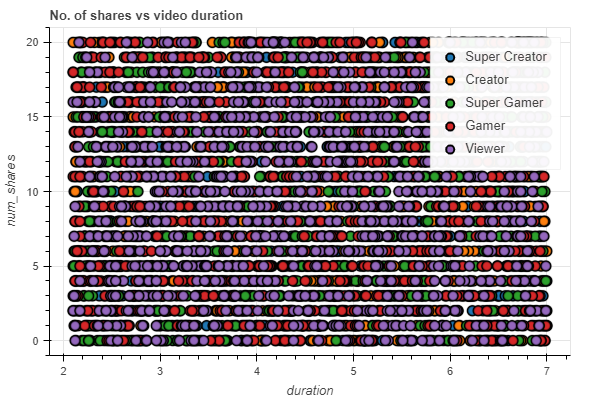 No. of shares vs video duration
20
15
10
5
0
num_shares
2
3
4
5
6
7
duration
Super Creator
Creator
Super Gamer
Gamer
Viewer